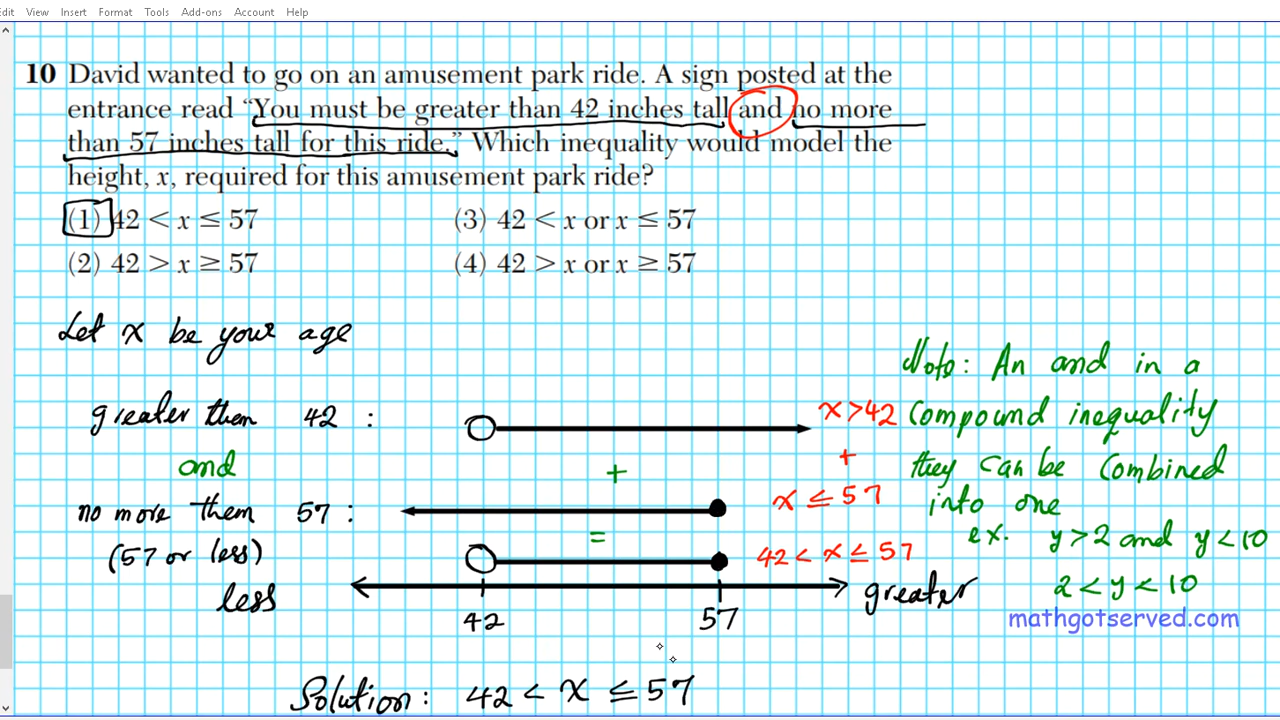 Edit View Insert Format Tools Add-ons Account Help
10 David wanted to go on an amusement park ride. A sign posted at the
entrance read “You must be greater than 42 inches tall and no more
than 57 inches tall for this ride.” Which inequality would model the
height, x, required for this amusement park ride?
(1) 42 < x ≤ 57 (3) 42 < x or x ≤ 57
(2) 42 > x ≥ 57 (4) 42 > x or x ≥ 57
Let x be your age
Note: An and in a
greater them 42 : x>42 Compound inequality
and + + they can be Combined
no more them 57 : x ≤ 57 into one
(57 or less) = 42 < x ≤ 57 ex. y>2 and y<10
less greater 2 < y < 10
42 57 mathgotserved.com
Solution: 42 < x ≤ 57